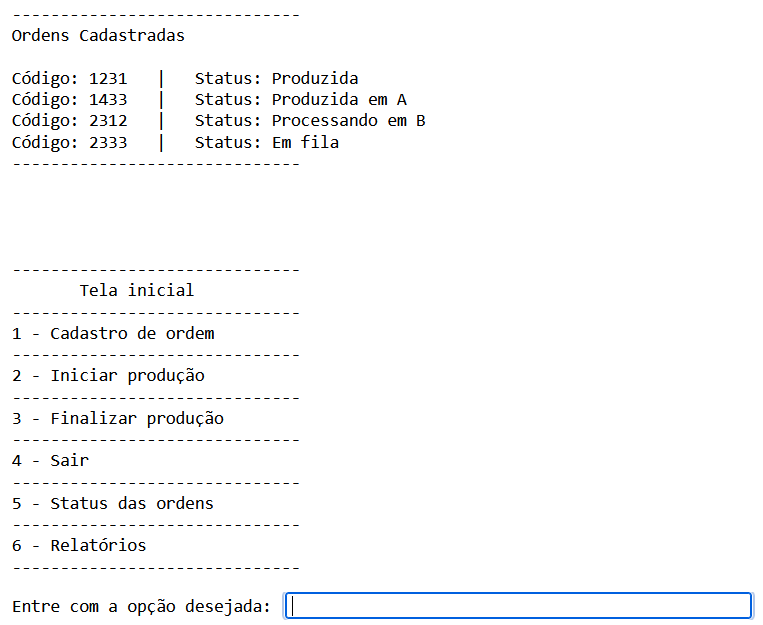 ------------------------------
Ordens Cadastradas
Código: 1231   |   Status: Produzida
Código: 1433   |   Status: Produzida em A
Código: 2312   |   Status: Processando em B
Código: 2333   |   Status: Em fila
------------------------------
------------------------------
       Tela inicial
------------------------------
1 - Cadastro de ordem
------------------------------
2 - Iniciar produção
------------------------------
3 - Finalizar produção
------------------------------
4 - Sair
------------------------------
5 - Status das ordens
------------------------------
6 - Relatórios
------------------------------
Entre com a opção desejada: